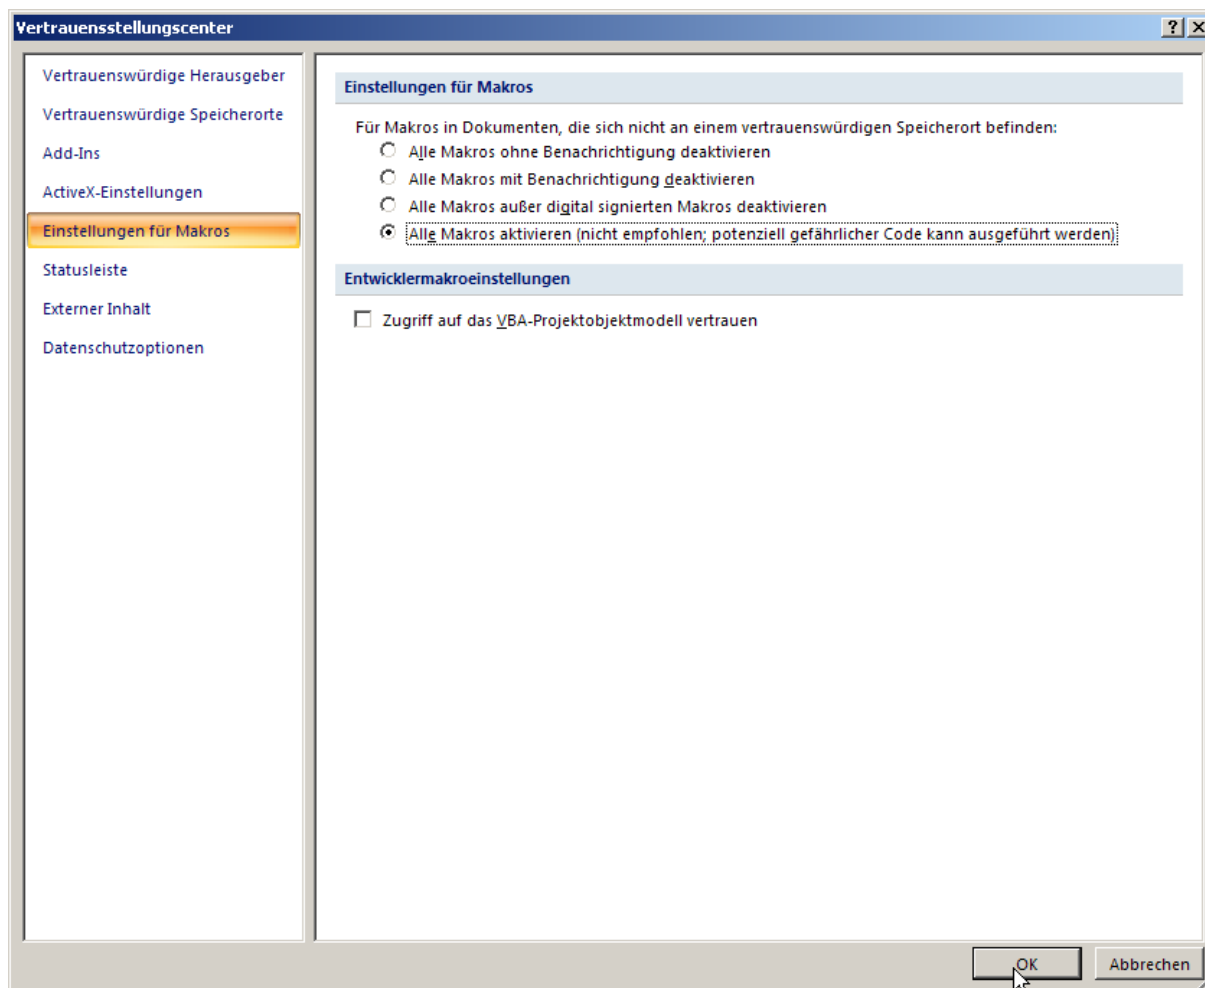 Vertrauensstellungscenter
Vertrauenswürdige Herausgeber
Vertrauenswürdige Speicherorte
Add-Ins
ActiveX-Einstellungen
Einstellungen für Makros
Statusleiste
Externer Inhalt
Datenschutzoptionen
Einstellungen für Makros
Für Makros in Dokumenten, die sich nicht an einem vertrauenswürdigen Speicherort befinden:
Alle Makros ohne Benachrichtigung deaktivieren
Alle Makros mit Benachrichtigung deaktivieren
Alle Makros außer digital signierten Makros deaktivieren
Alle Makros aktivieren (nicht empfohlen; potenziell gefährlicher Code kann ausgeführt werden)
Entwicklermakroeinstellungen
Zugriff auf das VBA-Projektobjektmodell vertrauen
OK
Abbrechen